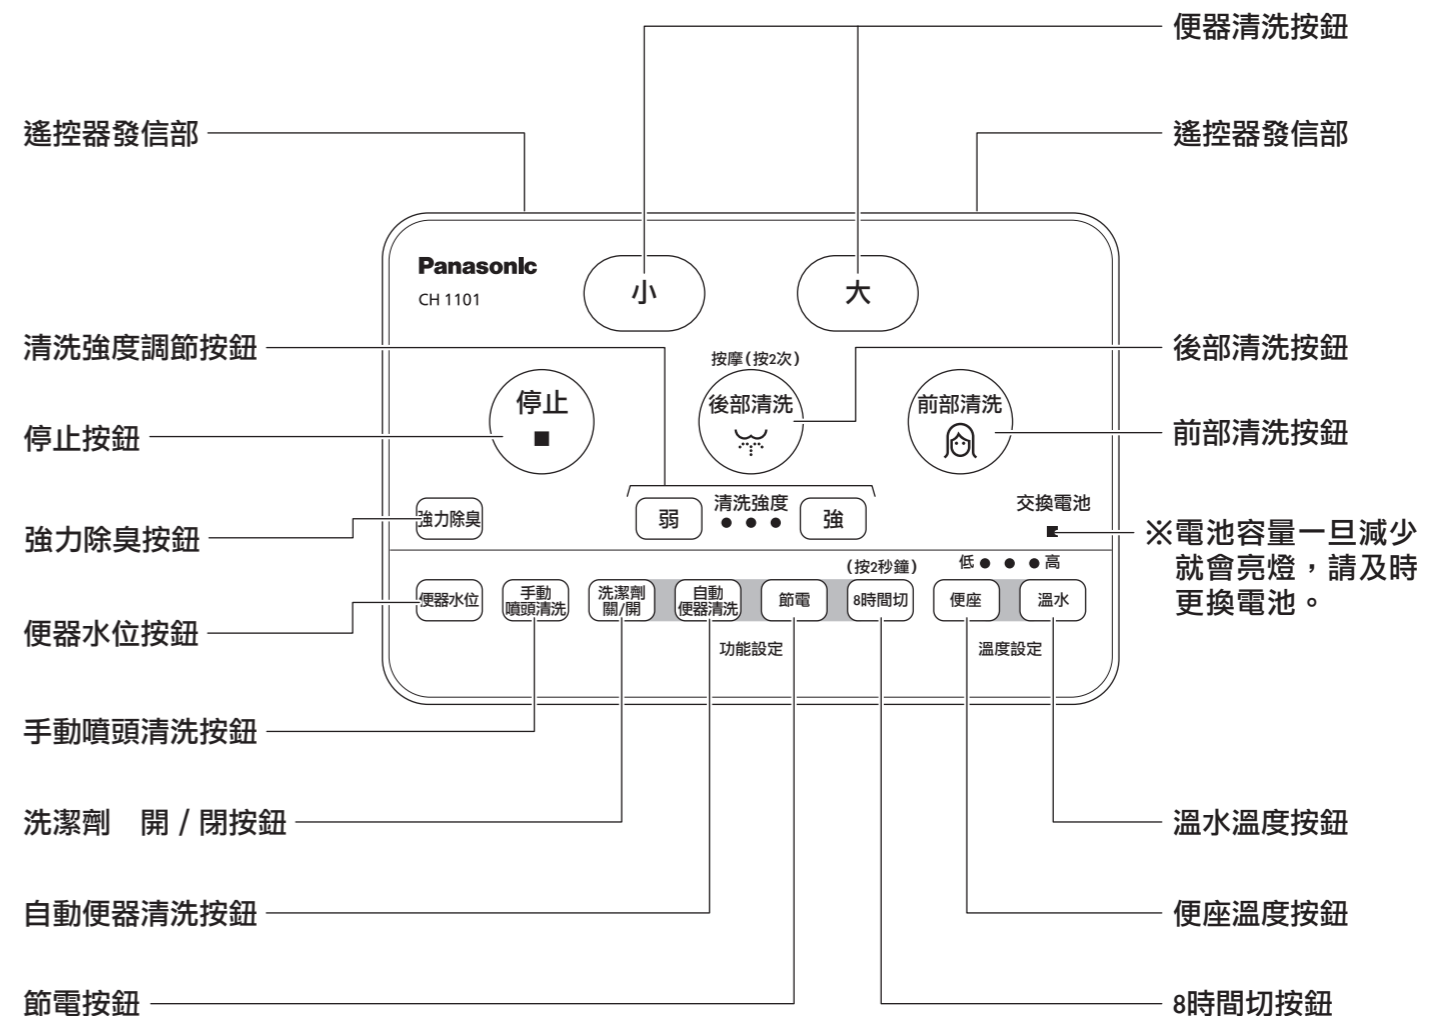 便器清洗按鈕
遙控器發信部
遙控器發信部
Panasonic
CH 1101
小
大
清洗強度調節按鈕
按摩(按2次)
後部清洗按鈕
停止
後部清洗
前部清洗
停止按鈕
前部清洗按鈕
弱
清洗強度
強
交換電池
強力除臭
強力除臭按鈕
※電池容量一旦減少
就會亮燈，請及時
更換電池。
(按2秒鐘)
低
高
便器水位
手動
噴頭清洗
洗潔劑
關/開
自動
便器清洗
節電
8時間切
便座
溫水
便器水位按鈕
功能設定
溫度設定
手動噴頭清洗按鈕
洗潔劑　開 / 閉按鈕
溫水溫度按鈕
自動便器清洗按鈕
便座溫度按鈕
節電按鈕
8時間切按鈕